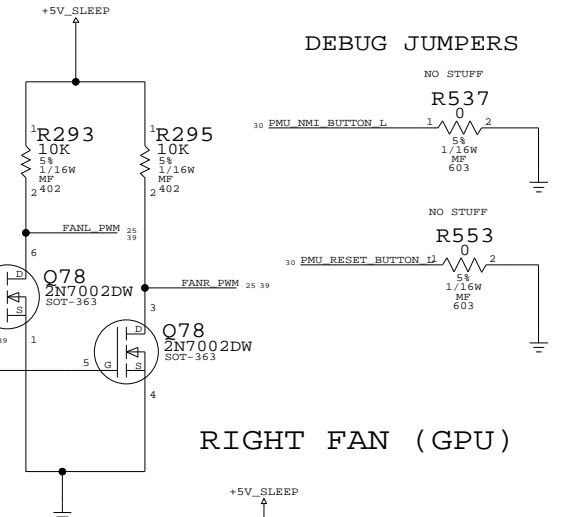 +5V_SLEEP
DEBUG JUMPERS
NO STUFF
R537
0
30 PMU_NMI_BUTTON_L 1 2
5%
1/16W
MF
603
1 R293
10K
5%
1/16W
MF
2 402
1 R295
10K
5%
1/16W
MF
2 402
FANL_PWM 25
39
NO STUFF
R553
0
30 PMU_RESET_BUTTON_L 1 2
5%
1/16W
MF
603
6
D
Q78
2N7002DW
SOT-363
S
1
39
FANR_PWM 25 39
3
D
Q78
2N7002DW
SOT-363
5 G S
4
RIGHT FAN (GPU)
+5V_SLEEP